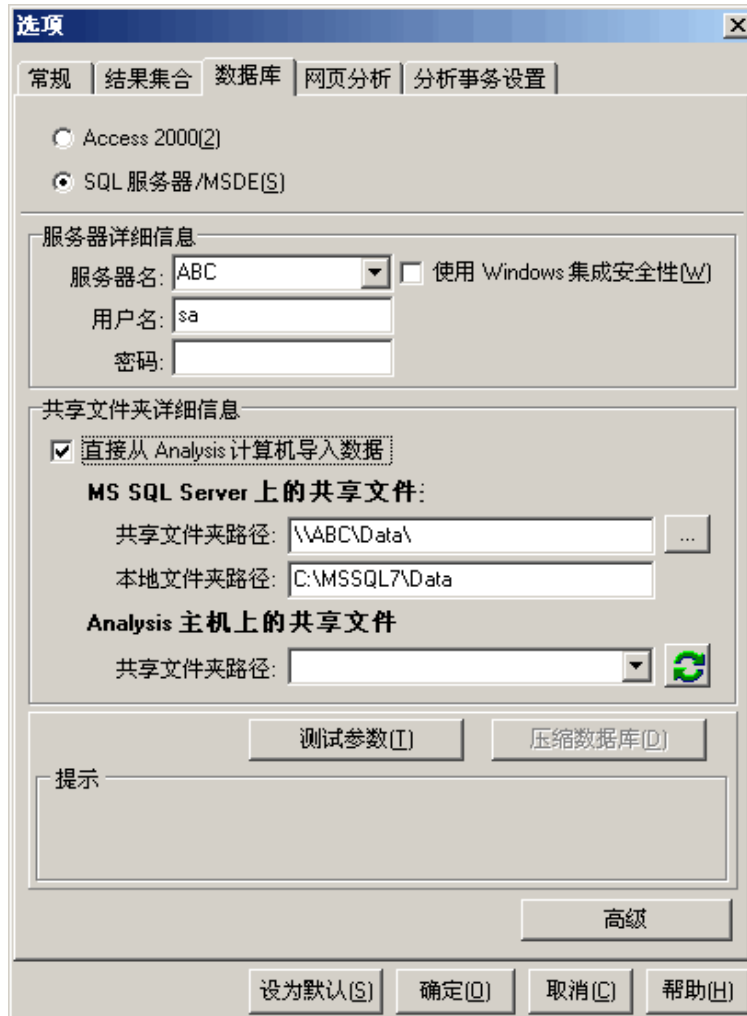 选项
常规 结果集合 数据库 网页分析 分析事务设置
Access 2000(2)
SQL 服务器/MSDE(S)
服务器详细信息
服务器名: ABC 使用 Windows 集成安全性(W)
用户名: sa
密码:
共享文件夹详细信息
直接从 Analysis 计算机导入数据
MS SQL Server 上的共享文件:
共享文件夹路径: \\ABC\Data\ ...
本地文件夹路径: C:\MSSQL7\Data
Analysis 主机上的共享文件
共享文件夹路径:
测试参数(T) 压缩数据库(D)
提示
高级
设为默认(S) 确定(O) 取消(C) 帮助(H)